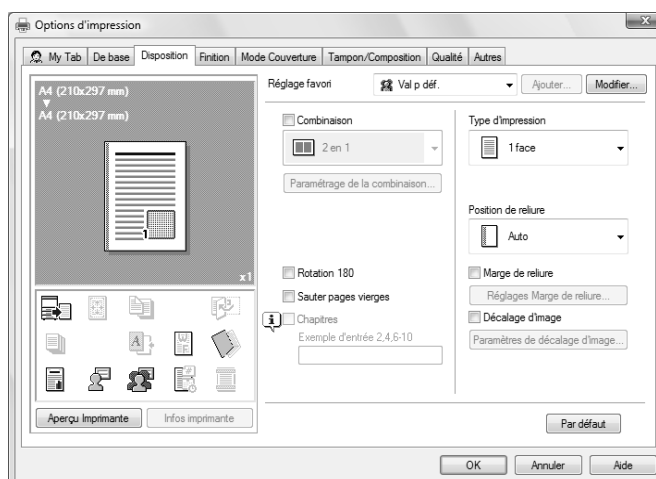 Options d'impression
My Tab
De base
Disposition
Finition
Mode Couverture
Tampon/Composition
Qualité
Autres
A4 (210x297 mm)
A4 (210x297 mm)
1
x1
Aperçu Imprimante
Infos imprimante
Réglage favori
Val p déf.
Ajouter...
Modifier...
Combinaison
2 en 1
Paramétrage de la combinaison...
Rotation 180
Sauter pages vierges
Chapitres
Exemple d'entrée 2,4,6-10
Type d'impression
1 face
Position de reliure
Auto
Marge de reliure
Réglages Marge de reliure...
Décalage d'image
Paramètres de décalage d'image...
Par défaut
OK
Annuler
Aide